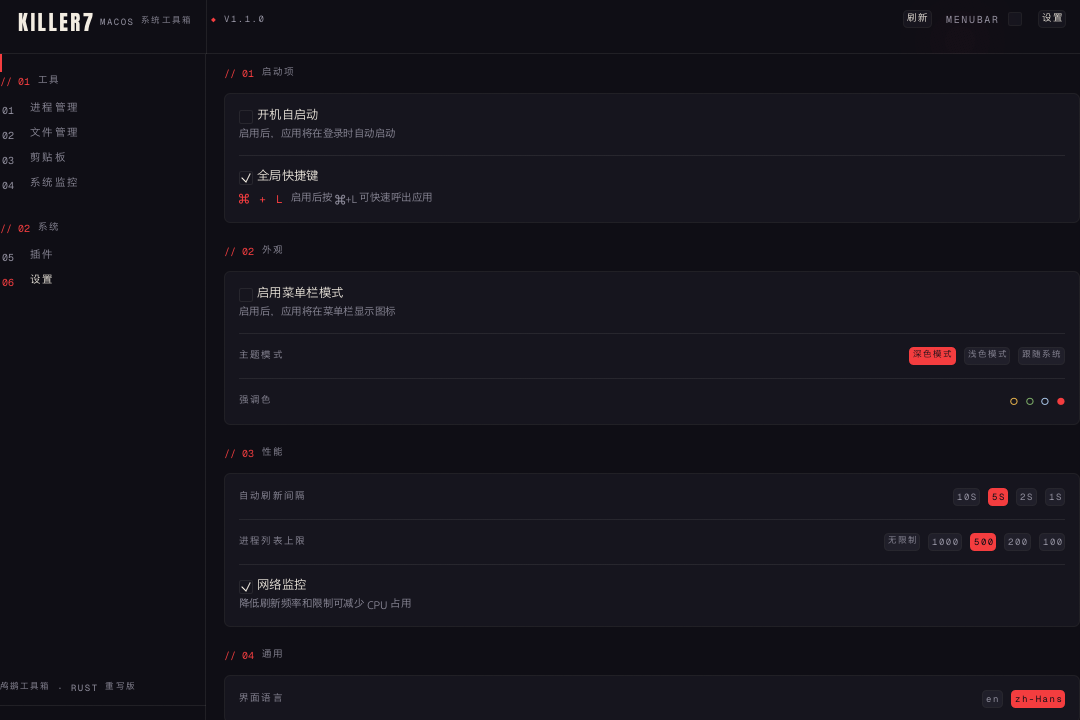 KILLER7 MACOS 系统工具箱
◆ V1.1.0
刷新 MENUBAR 设置
// 01 工具
01 进程管理
02 文件管理
03 剪贴板
04 系统监控
// 02 系统
05 插件
06 设置
工具箱 · RUST 重写版
// 01 启动项
开机自启动
启用后，应用将在登录时自动启动
全局快捷键
⌘ + L 启用后按 ⌘+L 可快速呼出应用
// 02 外观
启用菜单栏模式
启用后，应用将在菜单栏显示图标
主题模式 深色模式 浅色模式 跟随系统
强调色
// 03 性能
自动刷新间隔 10S 5S 2S 1S
进程列表上限 无限制 1000 500 200 100
网络监控
降低刷新频率和限制可减少 CPU 占用
// 04 通用
界面语言 en zh-Hans